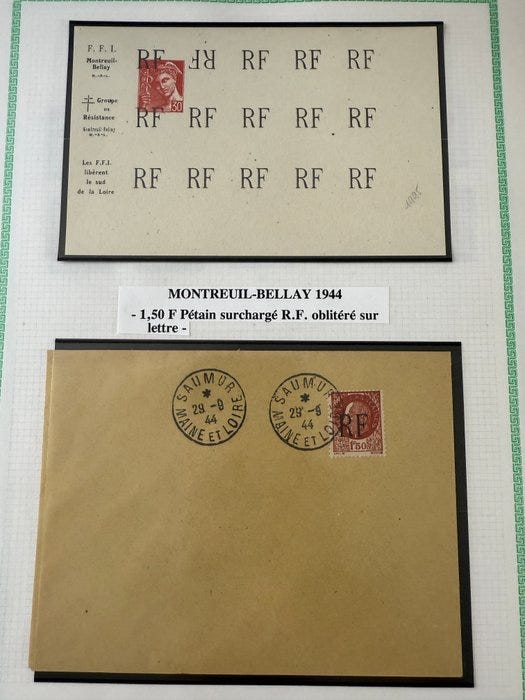 F. F. I.
Montreuil-
Bellay
M.-&-L.
Groupe
de
Résistance
Montreuil-Bellay
M.-&-L.
Les F.F.I.
libèrent
le sud
de la Loire
RF RF RF RF RF
30
RF RF RF RF RF
RF RF RF RF RF
MONTREUIL-BELLAY 1944
- 1,50 F Pétain surchargé R.F. oblitéré sur
lettre -
SAUMUR
*
29 -9
44
MAINE ET LOIRE
SAUMUR
*
29 -9
44
MAINE ET LOIRE
RF
1F50